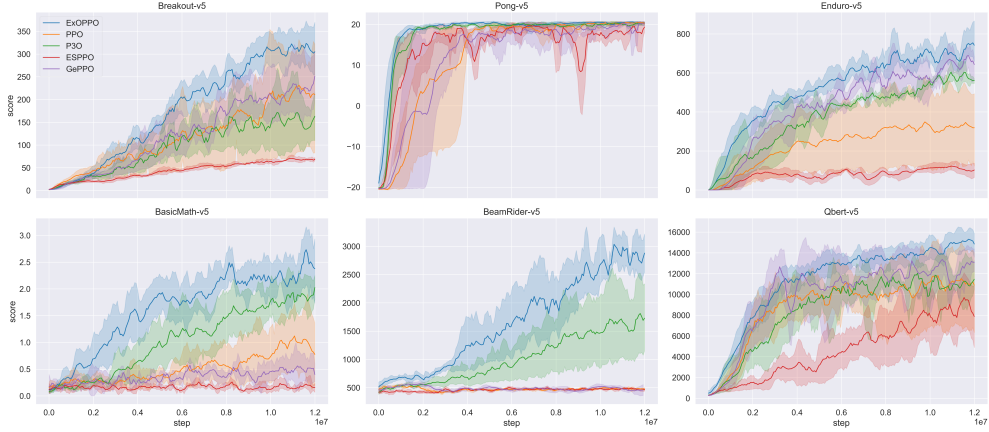 Breakout-v5
Pong-v5
Enduro-v5
ExOPPO
PPO
P3O
ESPPO
GePPO
score
350
300
250
200
150
100
50
0
20
10
0
−10
−20
800
600
400
200
0
BasicMath-v5
BeamRider-v5
Qbert-v5
score
3.0
2.5
2.0
1.5
1.0
0.5
0.0
3000
2500
2000
1500
1000
500
16000
14000
12000
10000
8000
6000
4000
2000
0
0.0 0.2 0.4 0.6 0.8 1.0 1.2
step
1e7
0.0 0.2 0.4 0.6 0.8 1.0 1.2
step
1e7
0.0 0.2 0.4 0.6 0.8 1.0 1.2
step
1e7